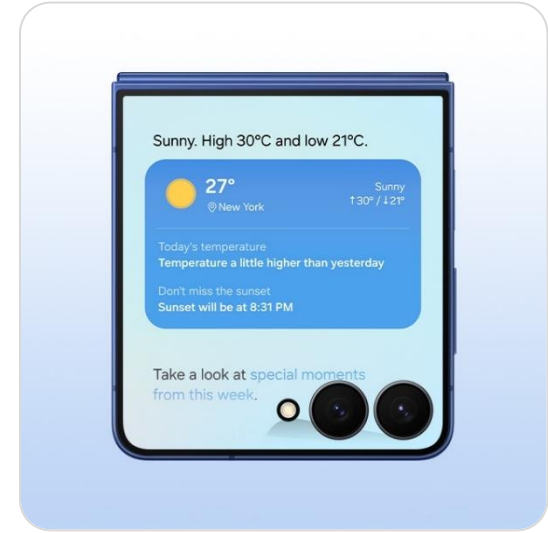 Sunny. High 30°C and low 21°C.
27°
New York
Sunny
↑30° / ↓21°
Today's temperature
Temperature a little higher than yesterday
Don't miss the sunset
Sunset will be at 8:31 PM
Take a look at special moments
from this week.